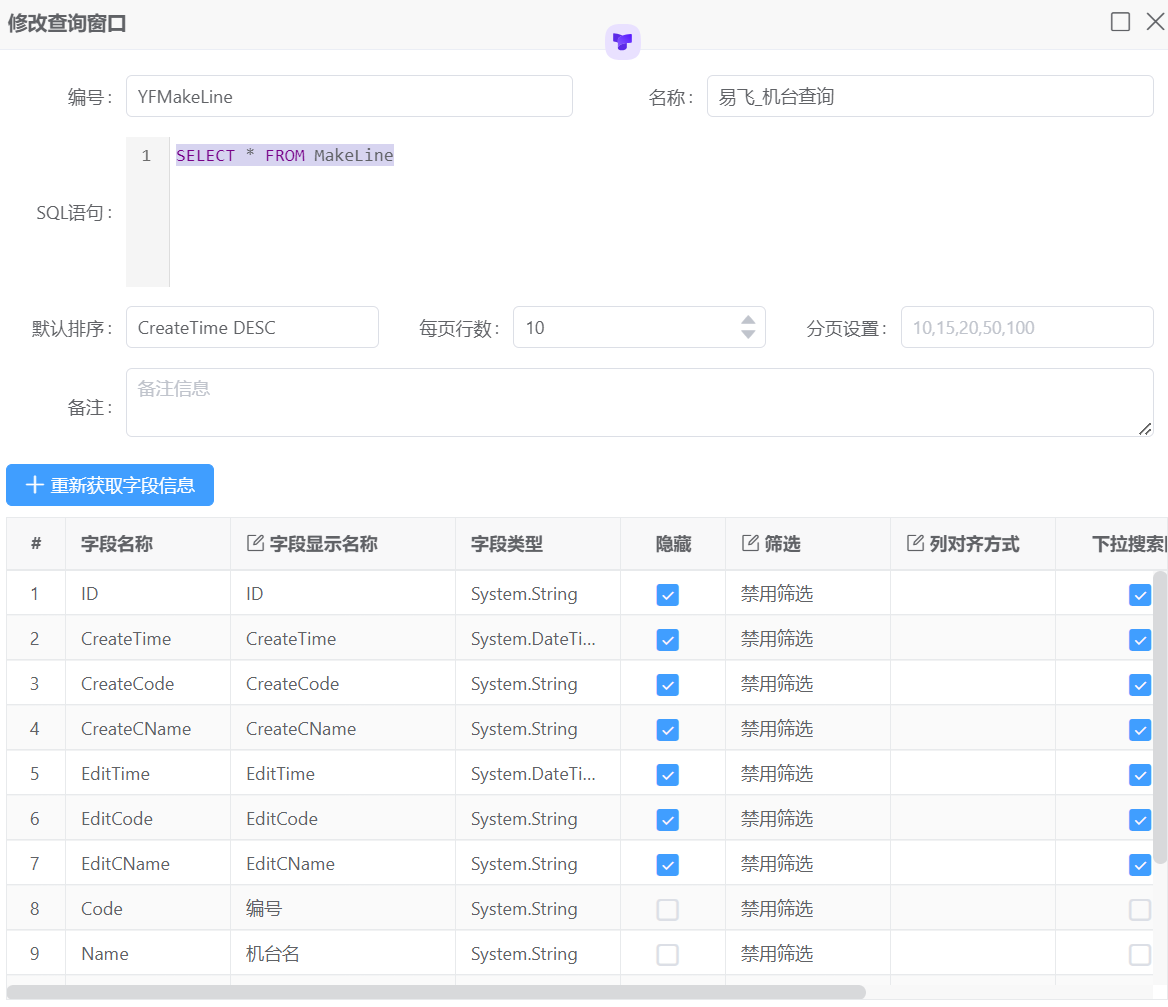 修改查询窗口
编号: YFMakeLine 名称: 易飞_机台查询
SQL语句: 1 SELECT * FROM MakeLine
默认排序: CreateTime DESC 每页行数: 10 分页设置: 10,15,20,50,100
备注: 备注信息
重新获取字段信息
# 字段名称 字段显示名称 字段类型 隐藏 筛选 列对齐方式 下拉搜索
1 ID ID System.String 禁用筛选
2 CreateTime CreateTime System.DateTi... 禁用筛选
3 CreateCode CreateCode System.String 禁用筛选
4 CreateCName CreateCName System.String 禁用筛选
5 EditTime EditTime System.DateTi... 禁用筛选
6 EditCode EditCode System.String 禁用筛选
7 EditCName EditCName System.String 禁用筛选
8 Code 编号 System.String 禁用筛选
9 Name 机台名 System.String 禁用筛选